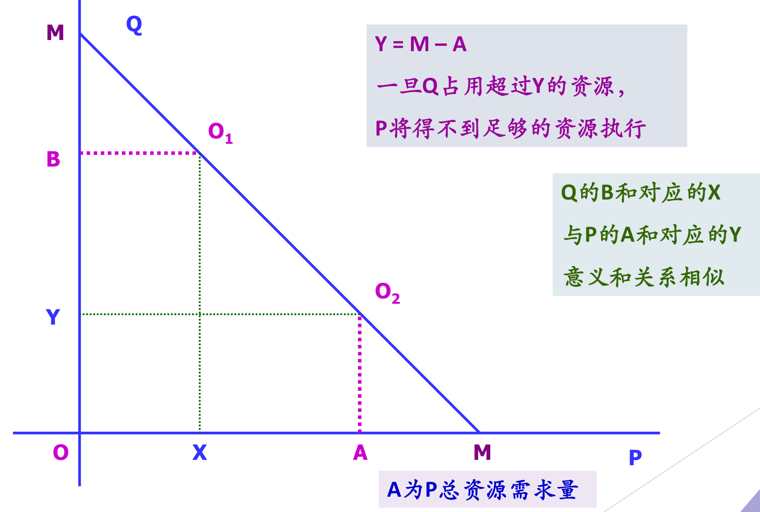 M
Q
Y = M – A
一旦Q占用超过Y的资源，
P将得不到足够的资源执行
O₁
B
Q的B和对应的X
与P的A和对应的Y
意义和关系相似
O₂
Y
O
X
A
M
P
A为P总资源需求量